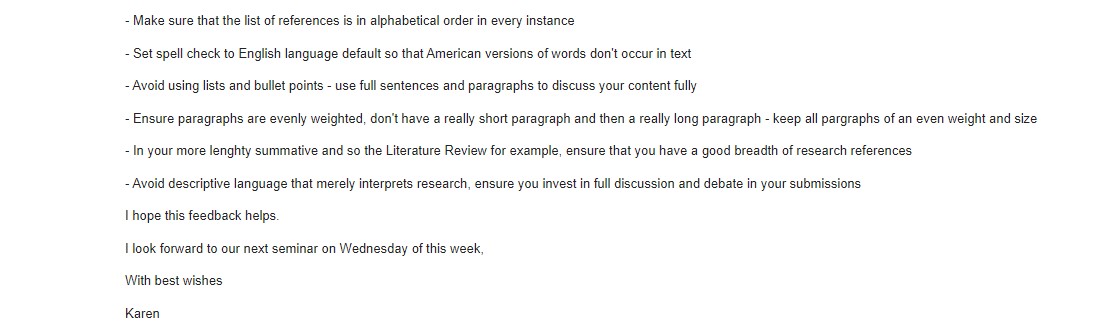 - Make sure that the list of references is in alphabetical order in every instance
- Set spell check to English language default so that American versions of words don't occur in text
- Avoid using lists and bullet points - use full sentences and paragraphs to discuss your content fully
- Ensure paragraphs are evenly weighted, don't have a really short paragraph and then a really long paragraph - keep all pargraphs of an even weight and size
- In your more lenghty summative and so the Literature Review for example, ensure that you have a good breadth of research references
- Avoid descriptive language that merely interprets research, ensure you invest in full discussion and debate in your submissions
I hope this feedback helps.
I look forward to our next seminar on Wednesday of this week,
With best wishes
Karen